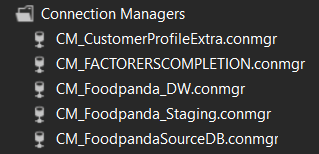 Connection Managers
CM_CustomerProfileExtra.conmgr
CM_FACTORERSCOMPLETION.conmgr
CM_Foodpanda_DW.conmgr
CM_Foodpanda_Staging.conmgr
CM_FoodpandaSourceDB.conmgr